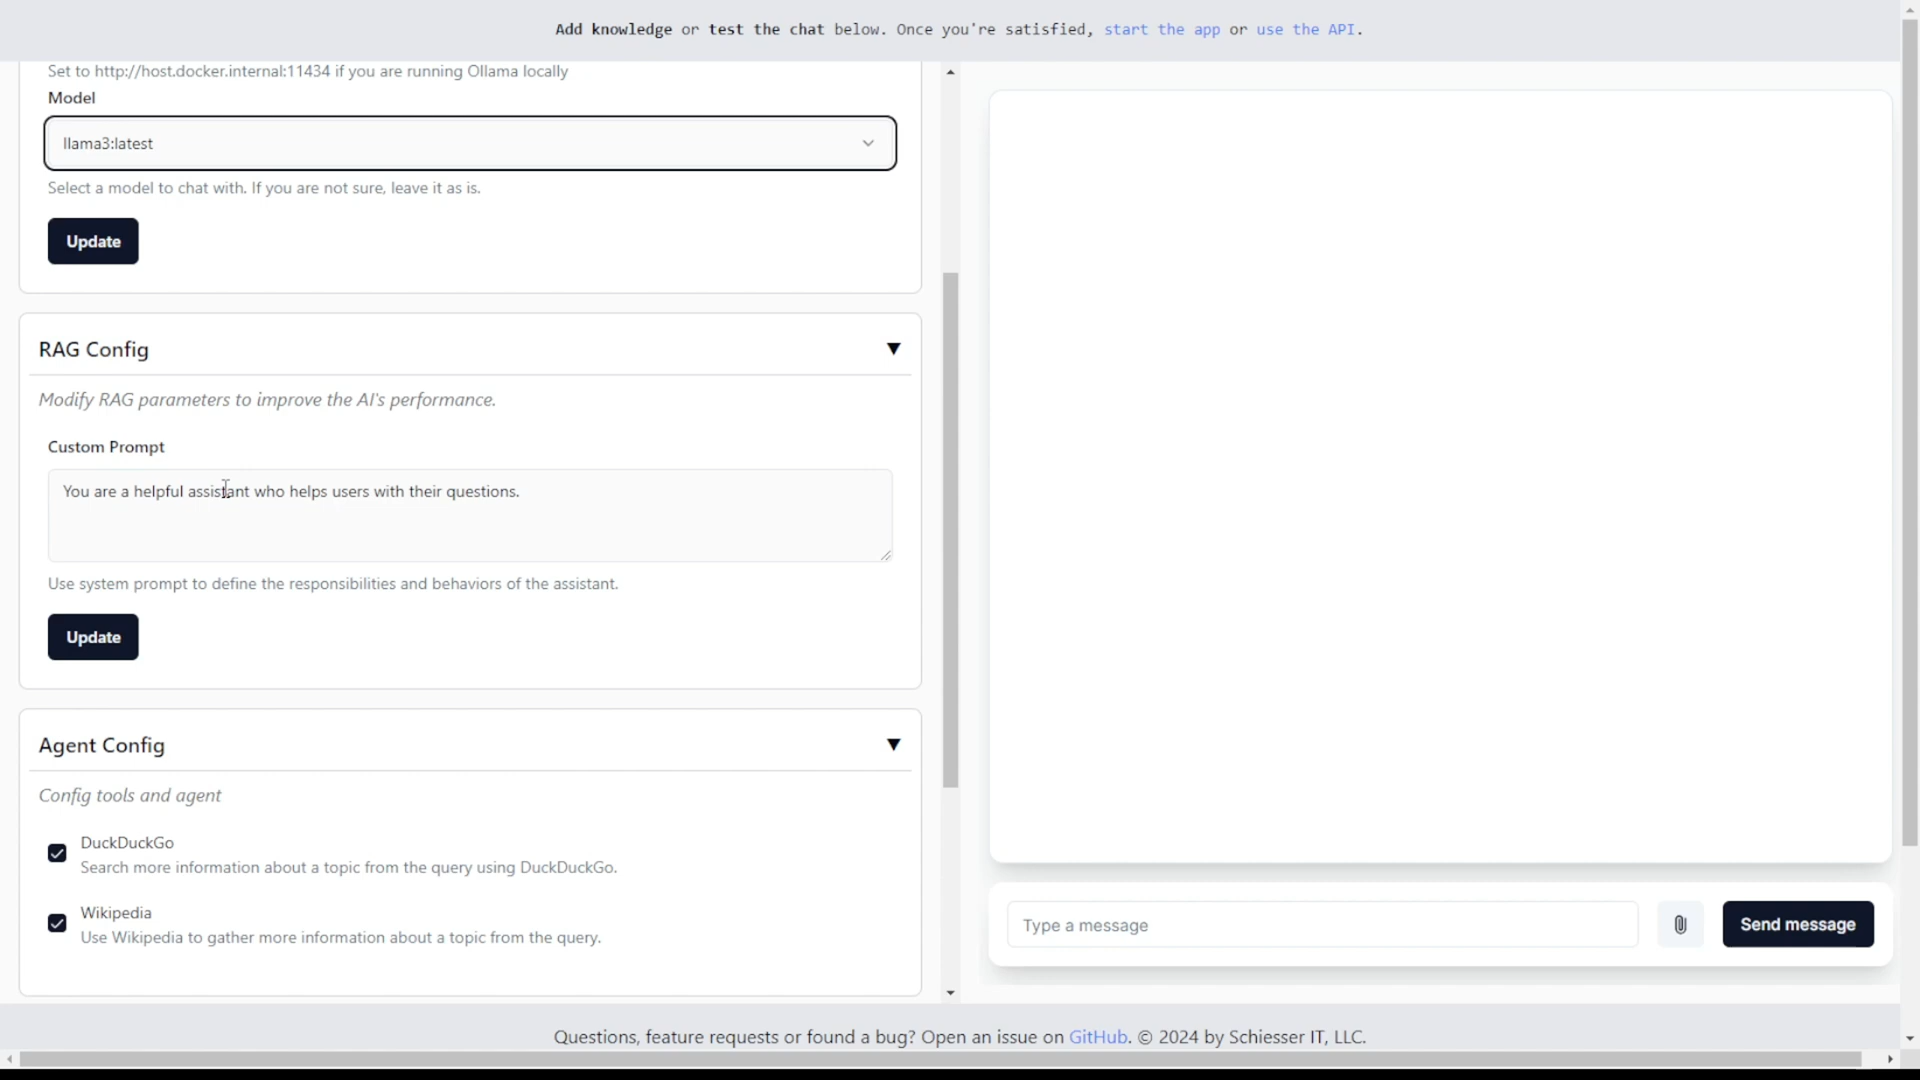 Add knowledge or test the chat below. Once you're satisfied, start the app or use the API.
Set to http://host.docker.internal:11434 if you are running Ollama locally
Model
llama3:latest
Select a model to chat with. If you are not sure, leave it as is.
Update
RAG Config
Modify RAG parameters to improve the AI's performance.
Custom Prompt
You are a helpful assistant who helps users with their questions.
Use system prompt to define the responsibilities and behaviors of the assistant.
Update
Agent Config
Config tools and agent
DuckDuckGo
Search more information about a topic from the query using DuckDuckGo.
Wikipedia
Use Wikipedia to gather more information about a topic from the query.
Type a message
Send message
Questions, feature requests or found a bug? Open an issue on GitHub. © 2024 by Schiesser IT, LLC.